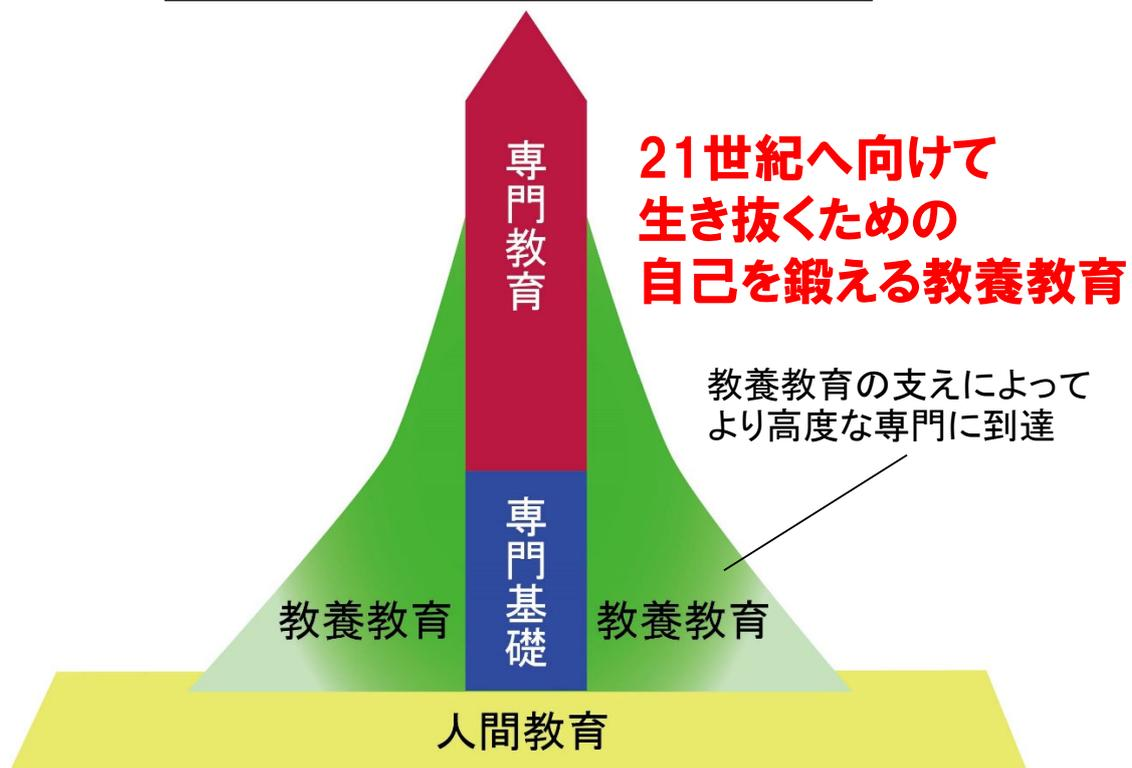 専門教育
21世紀へ向けて
生き抜くための
自己を鍛える教養教育
教養教育の支えによって
より高度な専門に到達
専門基礎
教養教育
教養教育
人間教育